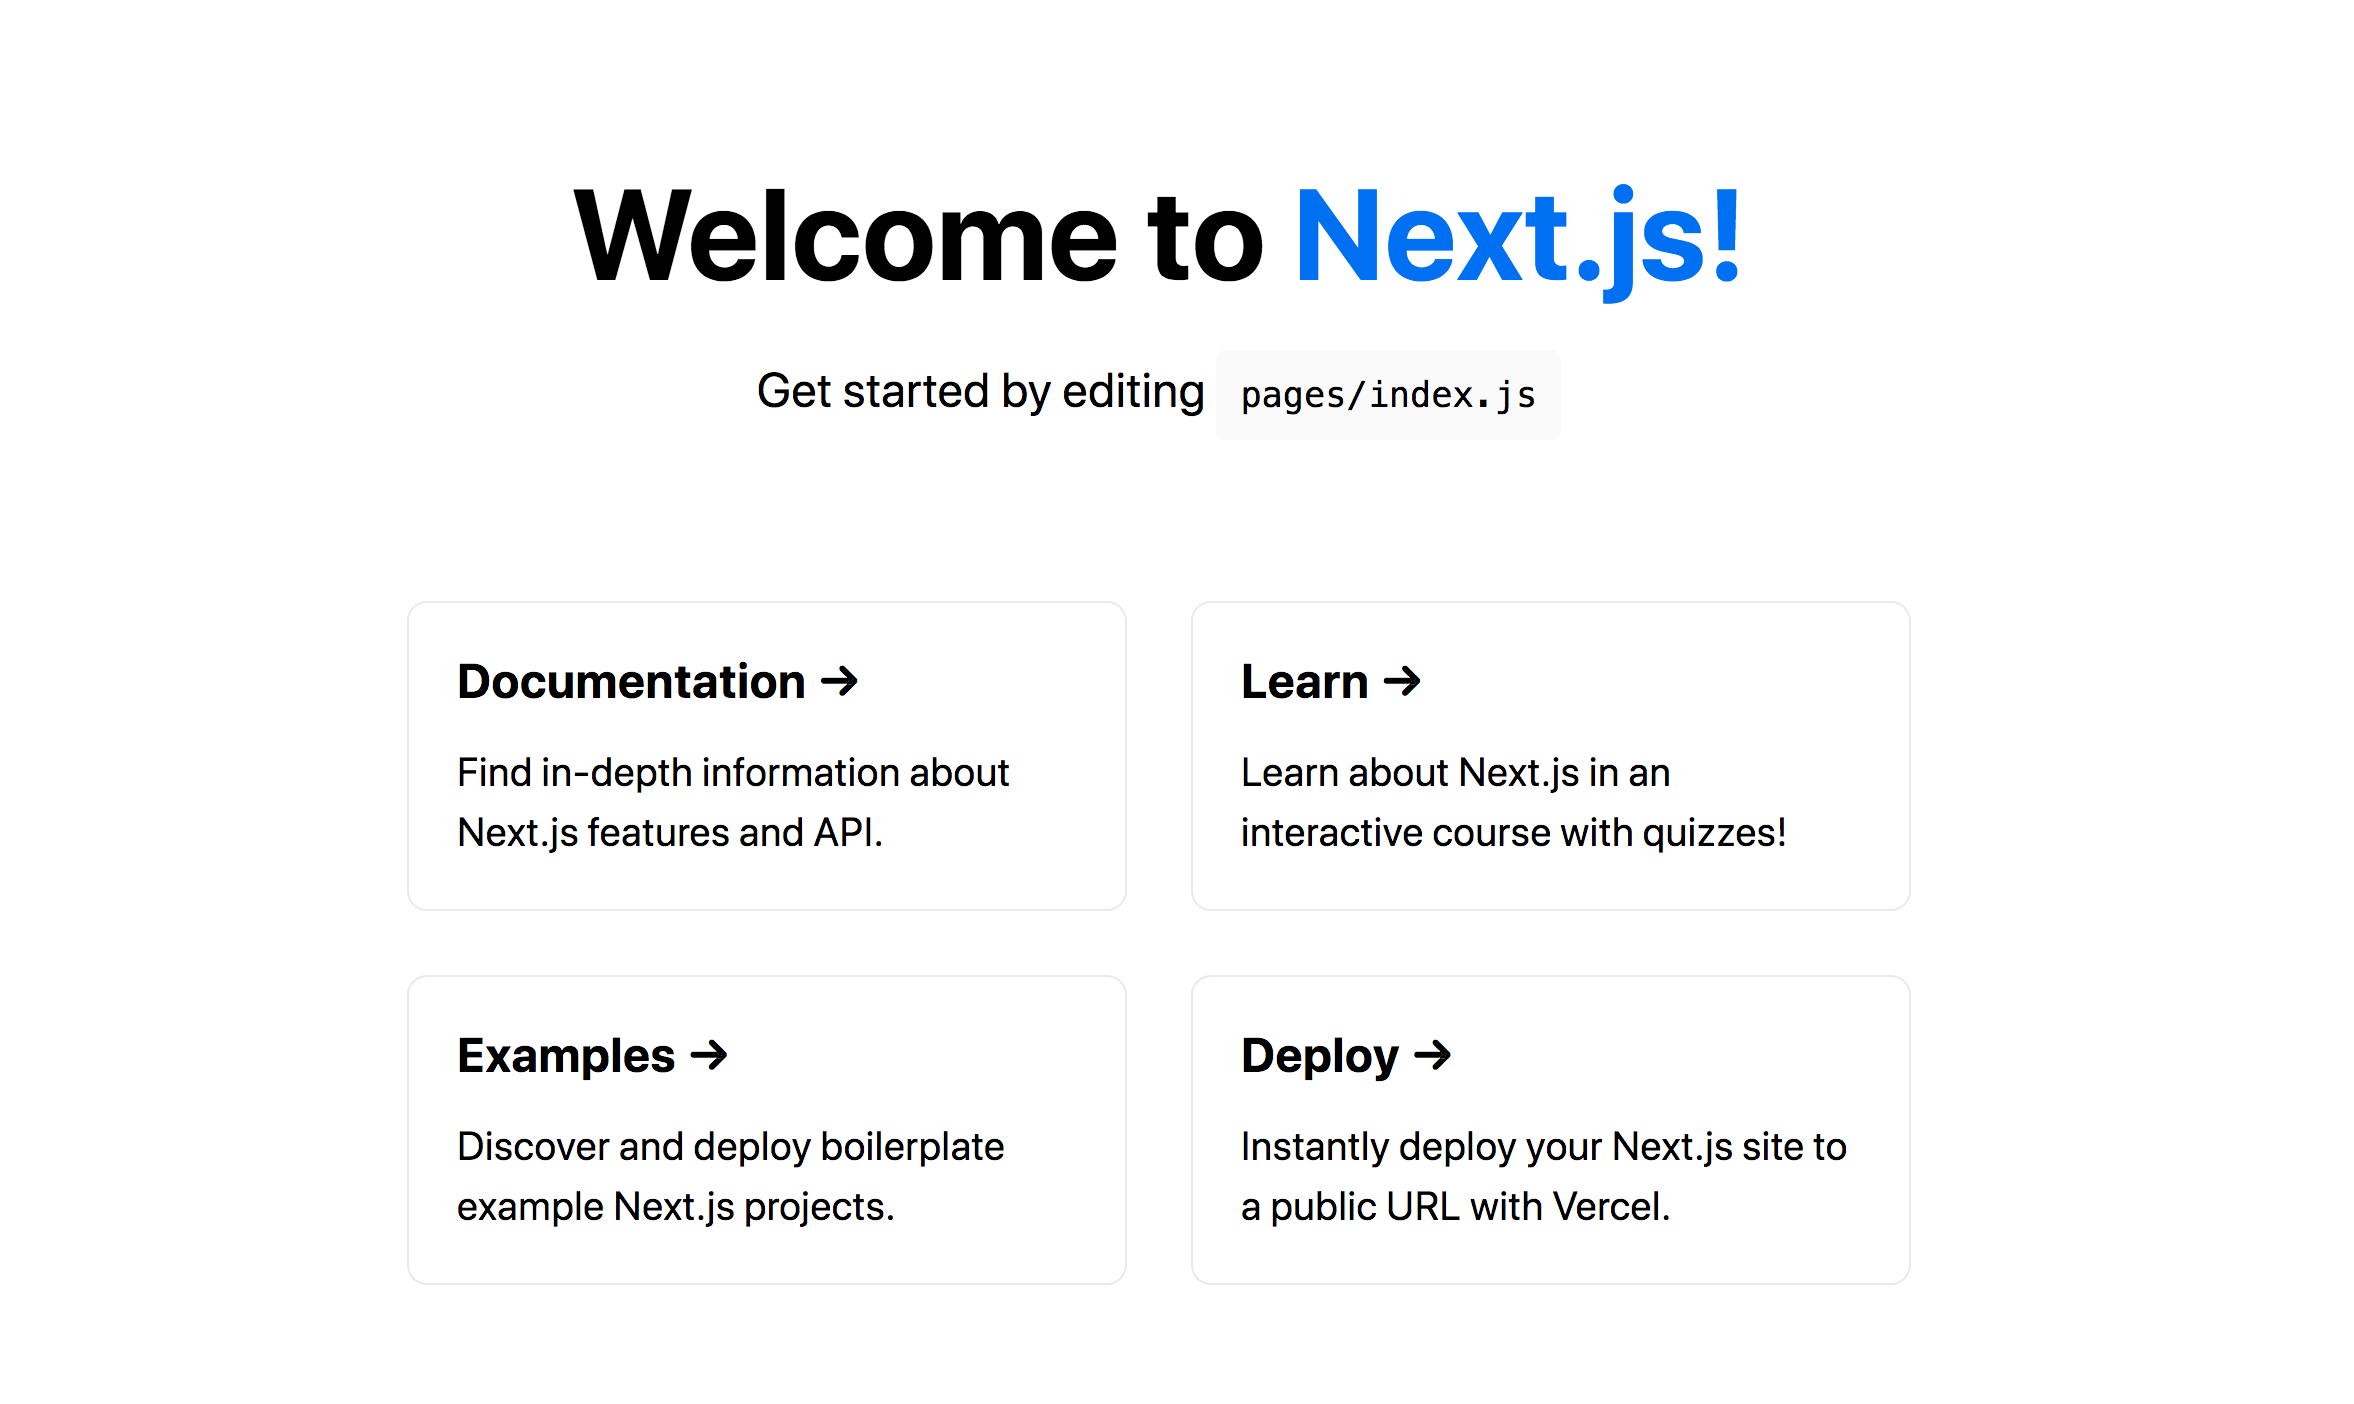 Welcome to Next.js!
Get started by editing pages/index.js
Documentation →
Find in-depth information about
Next.js features and API.
Learn →
Learn about Next.js in an
interactive course with quizzes!
Examples →
Discover and deploy boilerplate
example Next.js projects.
Deploy →
Instantly deploy your Next.js site to
a public URL with Vercel.